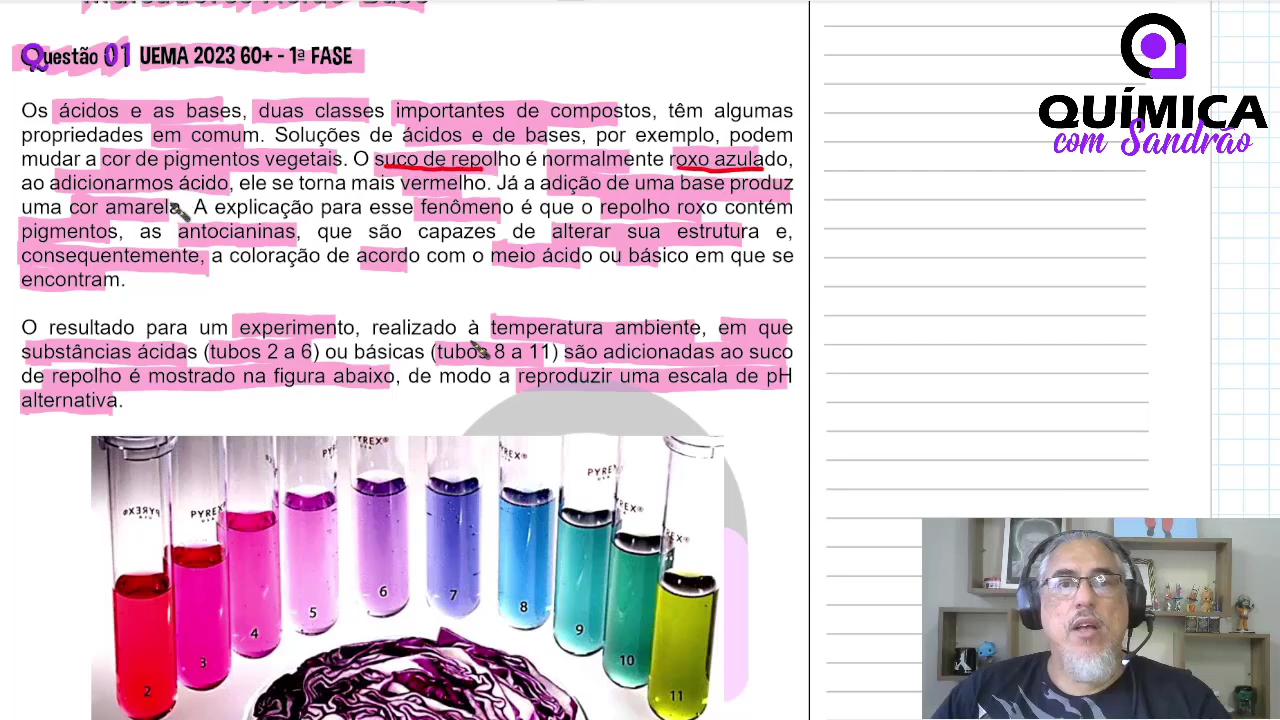 Questão 01 UEMA 2023 60+ - 1ª FASE
Os ácidos e as bases, duas classes importantes de compostos, têm algumas
propriedades em comum. Soluções de ácidos e de bases, por exemplo, podem
mudar a cor de pigmentos vegetais. O suco de repolho é normalmente roxo azulado,
ao adicionarmos ácido, ele se torna mais vermelho. Já a adição de uma base produz
uma cor amarela. A explicação para esse fenômeno é que o repolho roxo contém
pigmentos, as antocianinas, que são capazes de alterar sua estrutura e,
consequentemente, a coloração de acordo com o meio ácido ou básico em que se
encontram.
O resultado para um experimento, realizado à temperatura ambiente, em que
substâncias ácidas (tubos 2 a 6) ou básicas (tubos 8 a 11) são adicionadas ao suco
de repolho é mostrado na figura abaixo, de modo a reproduzir uma escala de pH
alternativa.
PYREX
PYREX
PYREX
PYREX
PYREX
2
3
4
5
6
7
8
9
10
11
QUÍMICA
com Sandrão